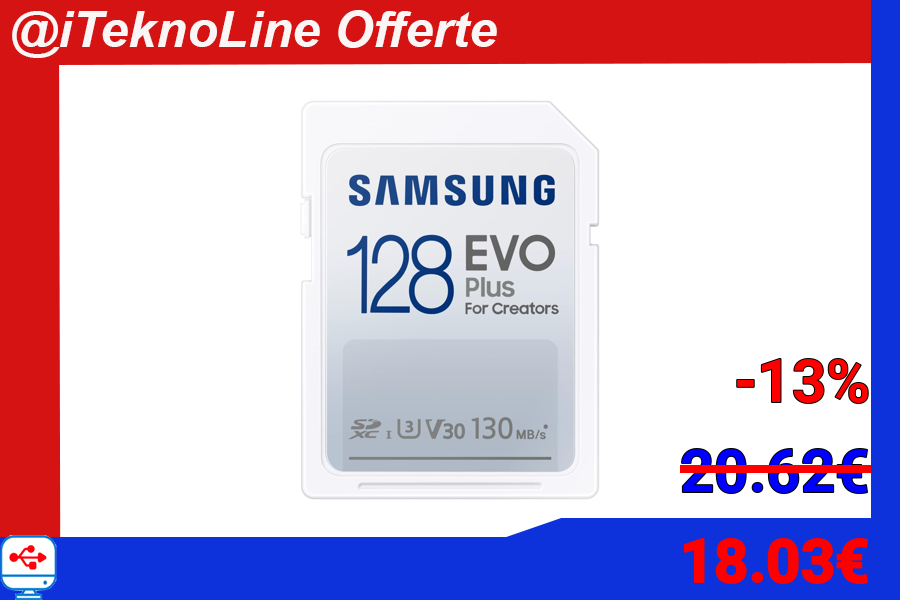 @iTeknoLine Offerte
SAMSUNG
128 EVO
Plus
For Creators
SD XC I U3 V30 130 MB/s*
-13%
20.62€
18.03€